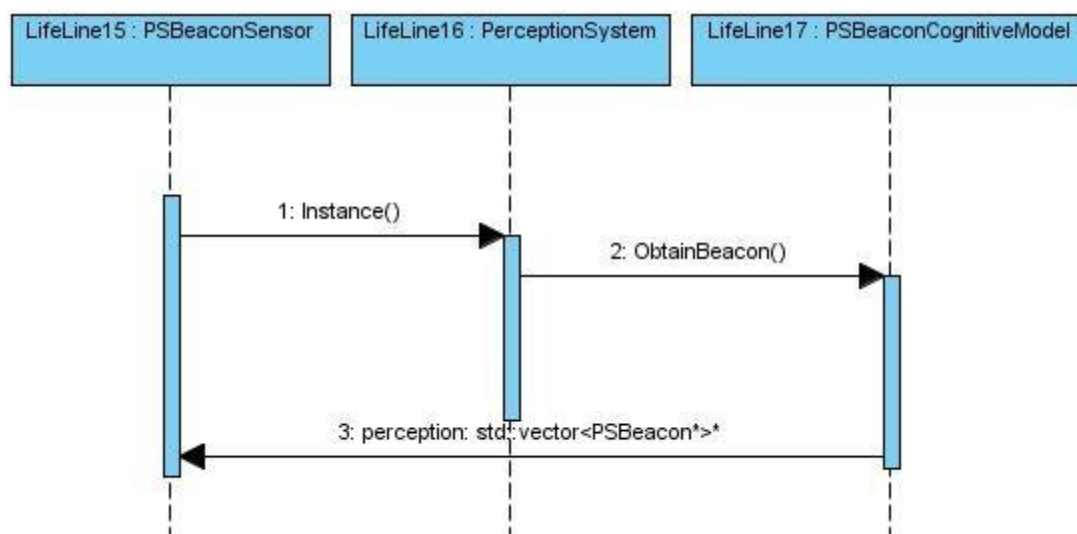 LifeLine15 : PSBeaconSensor
LifeLine16 : PerceptionSystem
LifeLine17 : PSBeaconCognitiveModel
1: Instance()
2: ObtainBeacon()
3: perception: std::vector<PSBeacon*>*